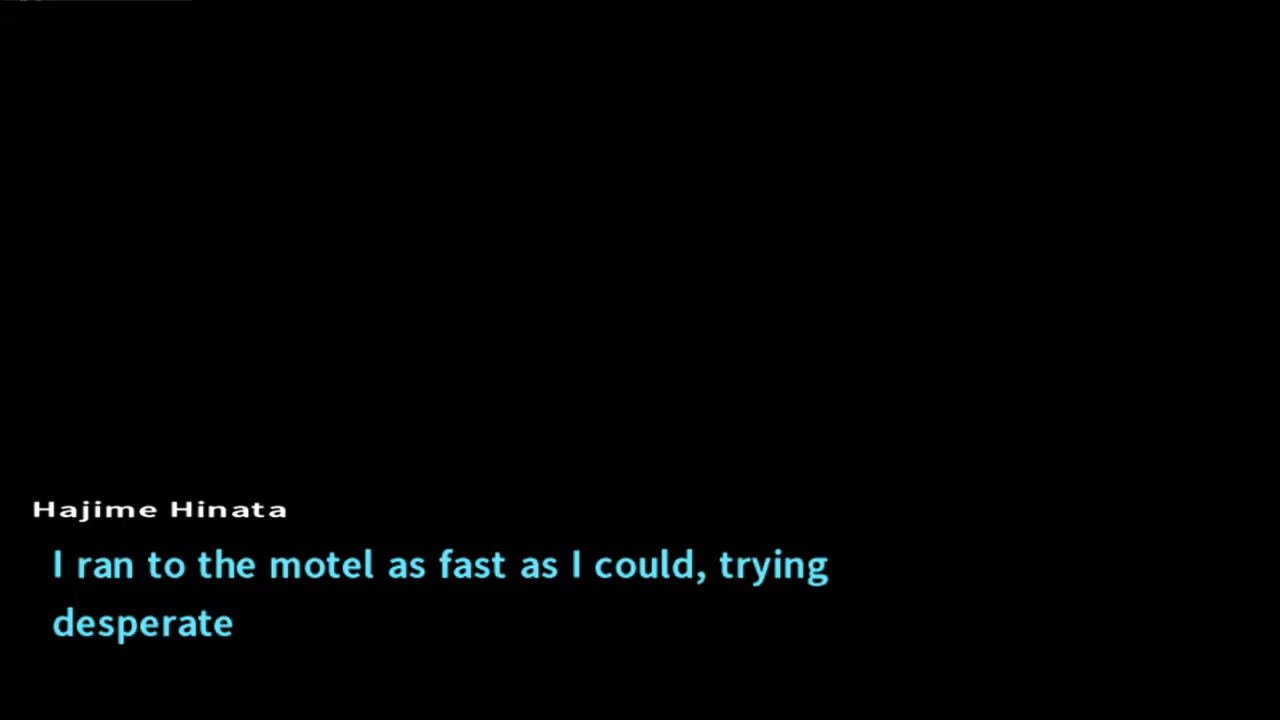 Hajime Hinata
I ran to the motel as fast as I could, trying
desperate